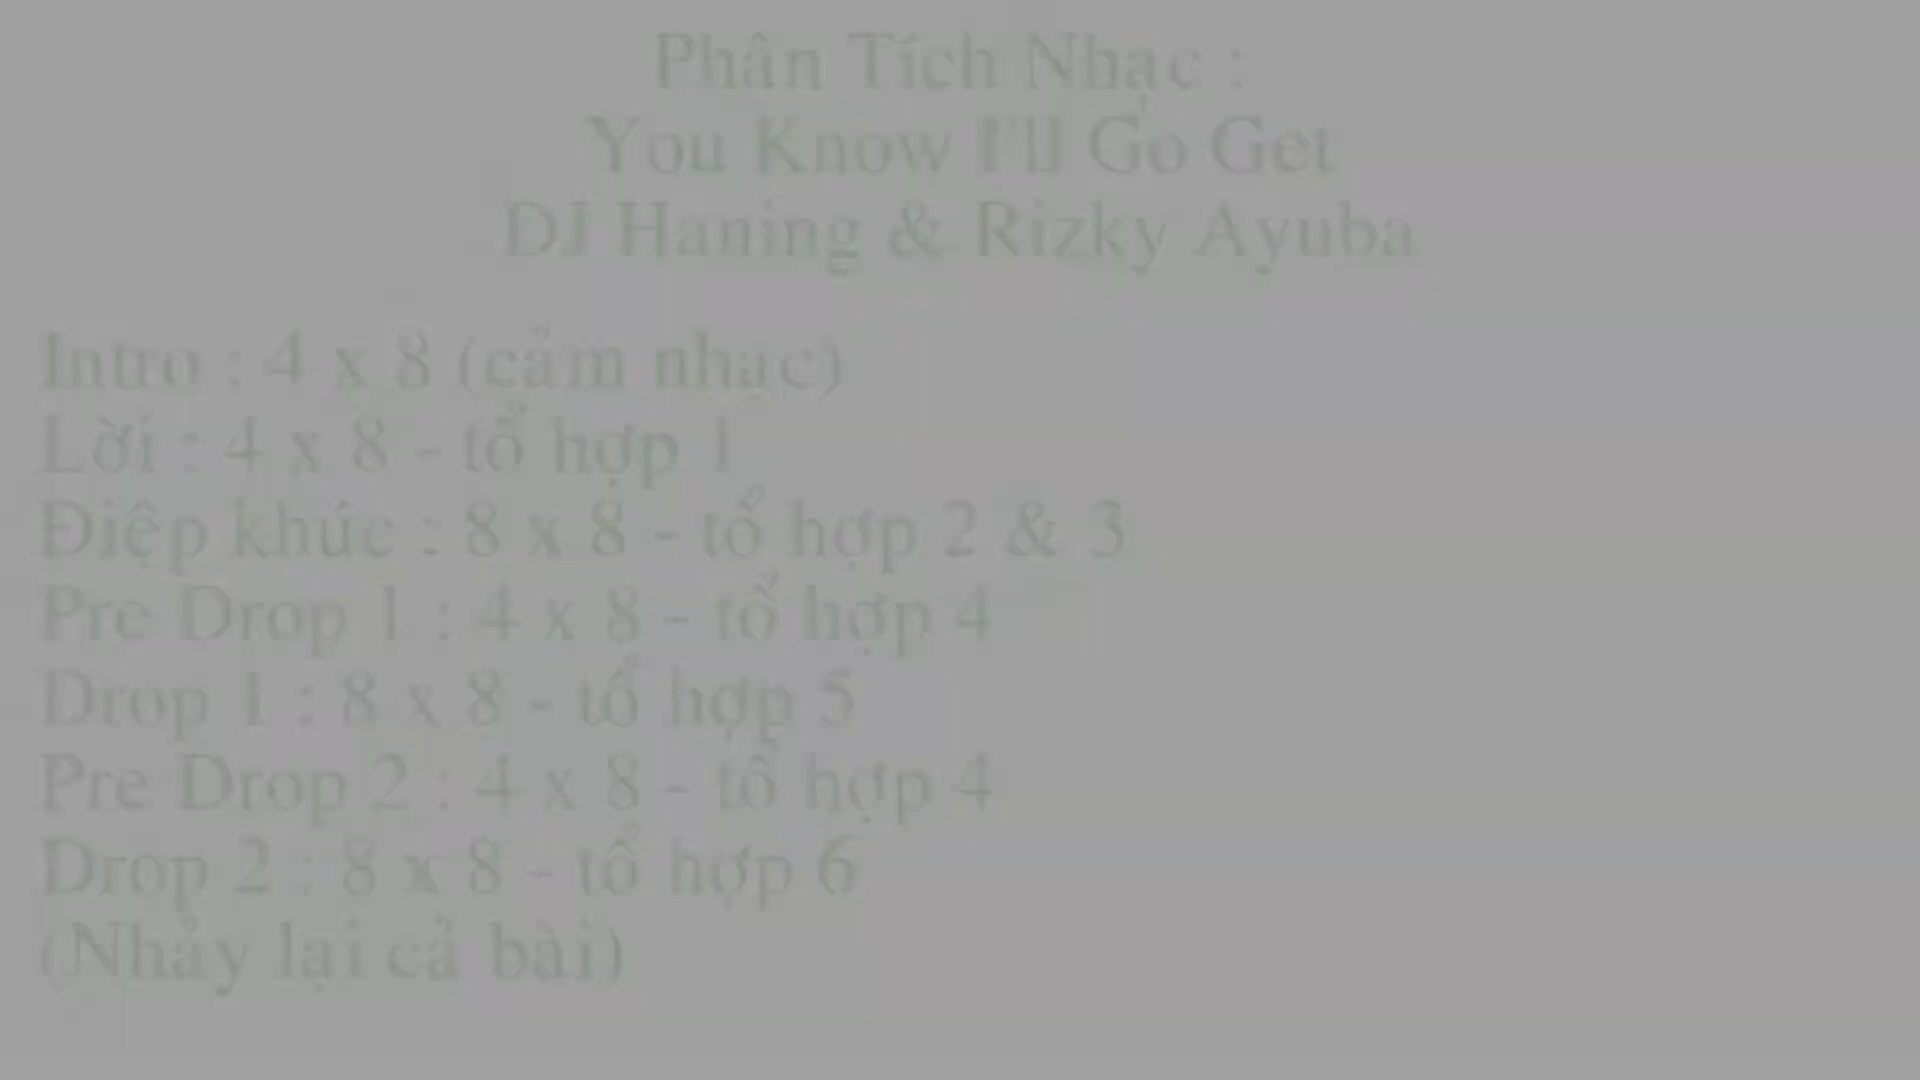 Phân Tích Nhạc :
You Know I'll Go Get
DJ Haning & Rizky Ayuba
Intro : 4 x 8 (cảm nhạc)
Lời : 4 x 8 - tổ hợp 1
Điệp khúc : 8 x 8 - tổ hợp 2 & 3
Pre Drop 1 : 4 x 8 - tổ hợp 4
Drop 1 : 8 x 8 - tổ hợp 5
Pre Drop 2 : 4 x 8 - tổ hợp 4
Drop 2 : 8 x 8 - tổ hợp 6
(Nhảy lại cả bài)